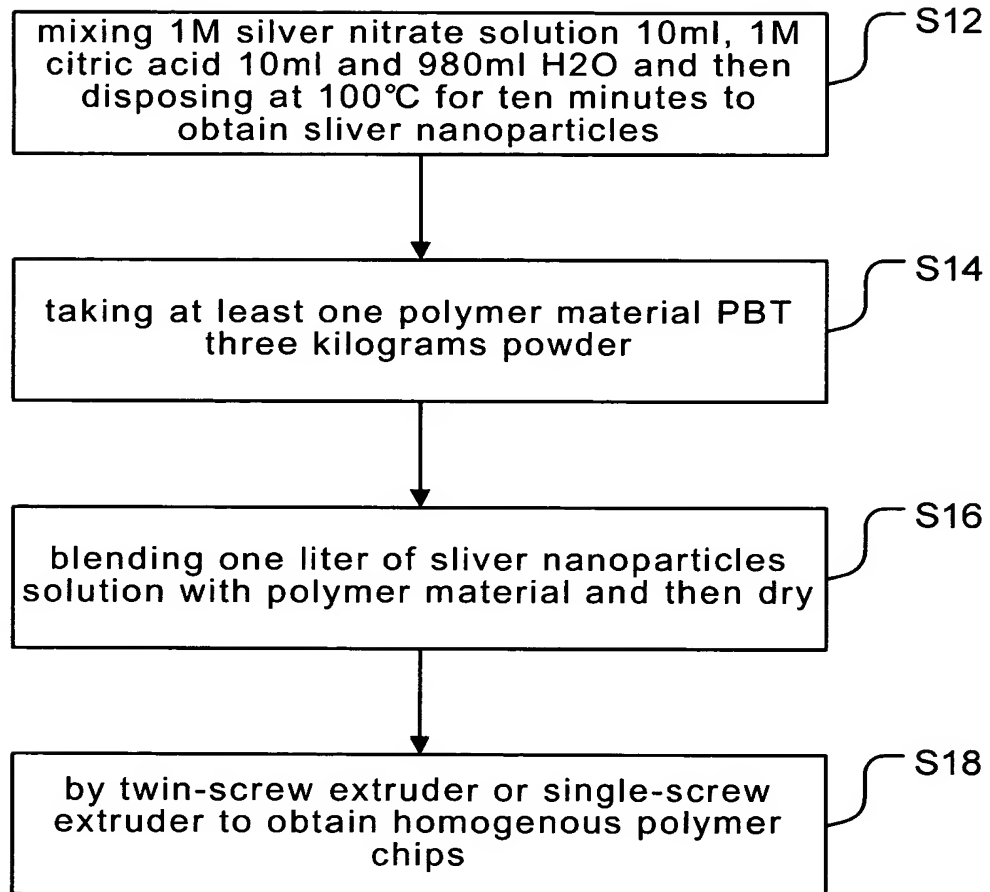 mixing 1M silver nitrate solution 10ml, 1M
citric acid 10ml and 980ml H2O and then
disposing at 100°C for ten minutes to
obtain sliver nanoparticles
S12
taking at least one polymer material PBT
three kilograms powder
S14
blending one liter of sliver nanoparticles
solution with polymer material and then dry
S16
by twin-screw extruder or single-screw
extruder to obtain homogenous polymer
chips
S18